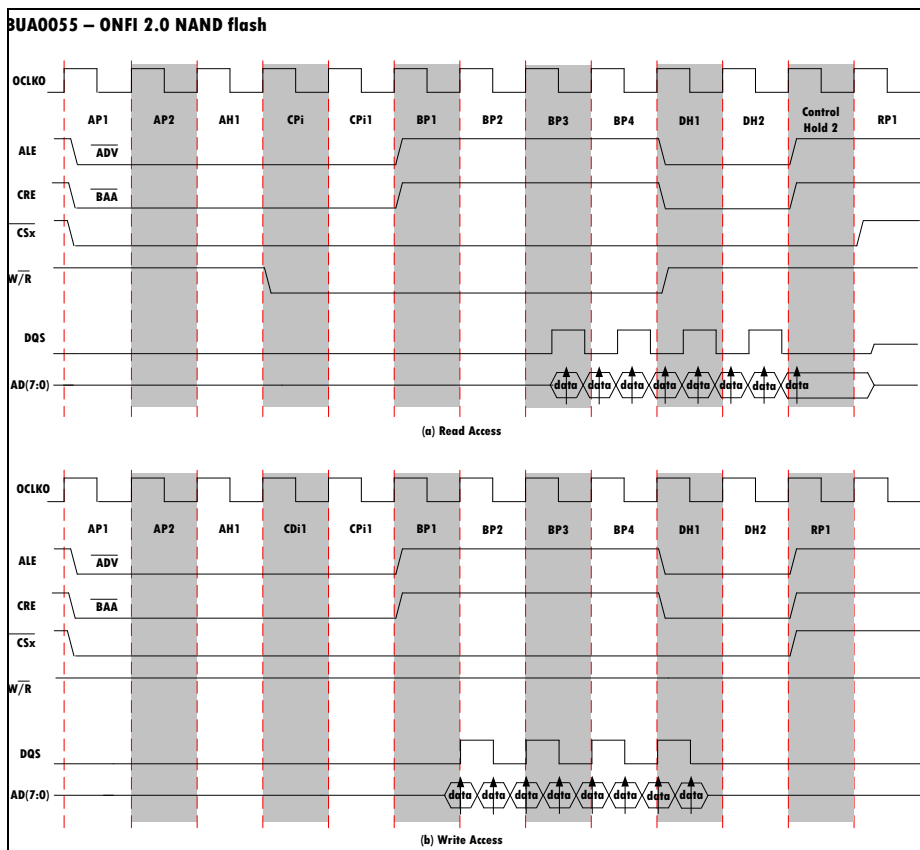 BUA0055 – ONFI 2.0 NAND flash
OCLKO
AP1 AP2 AH1 CPi CPi1 BP1 BP2 BP3 BP4 DH1 DH2 Control Hold 2 RP1
ALE ADV
CRE BAA
CSx
W/R
DQS
AD(7:0) data data data data data data data data
(a) Read Access
OCLKO
AP1 AP2 AH1 CDi1 CPi1 BP1 BP2 BP3 BP4 DH1 DH2 RP1
ALE ADV
CRE BAA
CSx
W/R
DQS
AD(7:0) data data data data data data data data
(b) Write Access